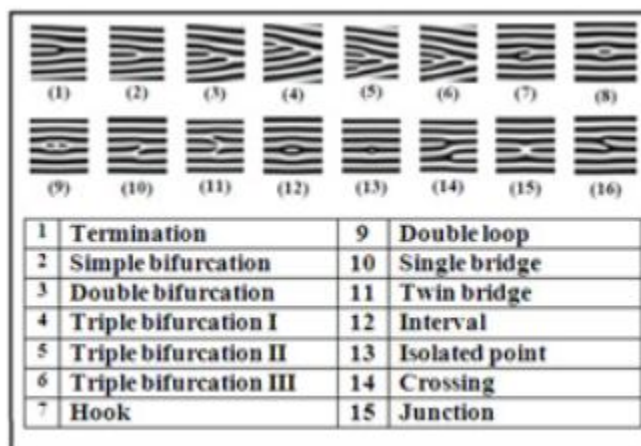 (1) (2) (3) (4) (5) (6) (7) (8)
(9) (10) (11) (12) (13) (14) (15) (16)
1 Termination 9 Double loop
2 Simple bifurcation 10 Single bridge
3 Double bifurcation 11 Twin bridge
4 Triple bifurcation I 12 Interval
5 Triple bifurcation II 13 Isolated point
6 Triple bifurcation III 14 Crossing
7 Hook 15 Junction